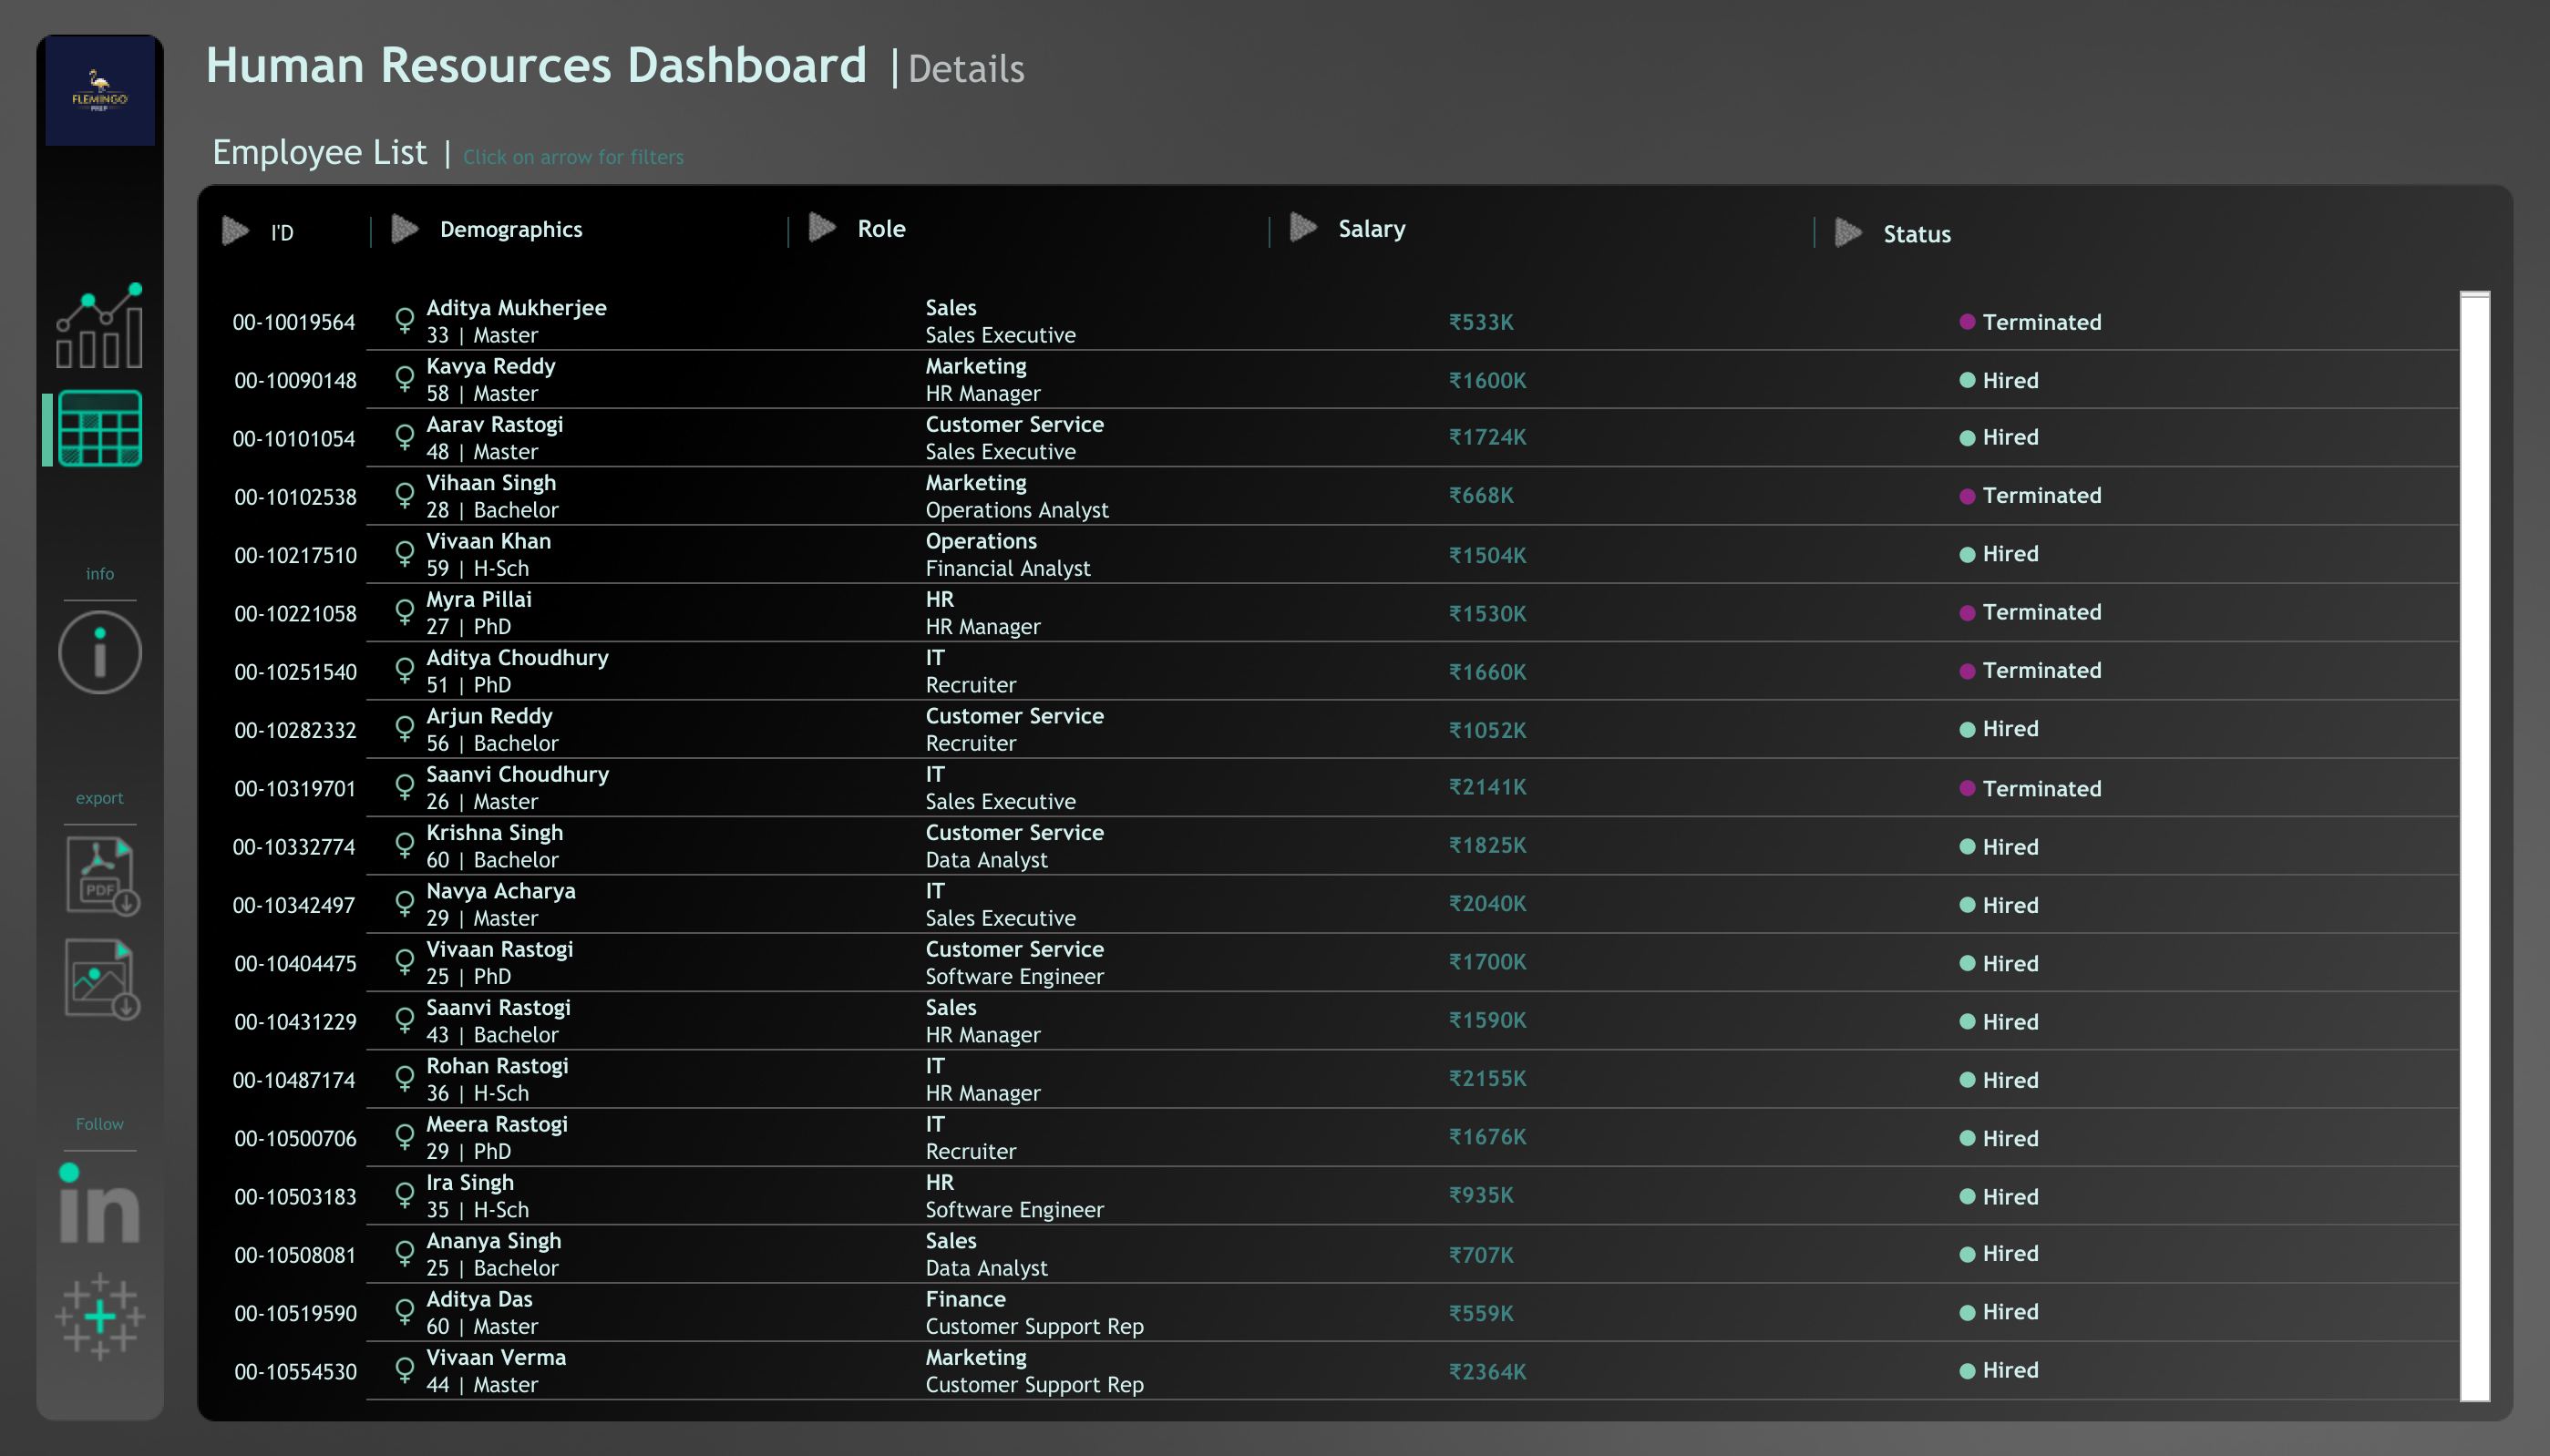 FLEMINGO
PREP
Human Resources Dashboard | Details
Employee List | Click on arrow for filters
I'D | Demographics | Role | Salary | Status
00-10019564 Aditya Mukherjee Sales ₹533K Terminated
33 | Master Sales Executive
00-10090148 Kavya Reddy Marketing ₹1600K Hired
58 | Master HR Manager
00-10101054 Aarav Rastogi Customer Service ₹1724K Hired
48 | Master Sales Executive
00-10102538 Vihaan Singh Marketing ₹668K Terminated
28 | Bachelor Operations Analyst
00-10217510 Vivaan Khan Operations ₹1504K Hired
59 | H-Sch Financial Analyst
00-10221058 Myra Pillai HR ₹1530K Terminated
27 | PhD HR Manager
00-10251540 Aditya Choudhury IT ₹1660K Terminated
51 | PhD Recruiter
00-10282332 Arjun Reddy Customer Service ₹1052K Hired
56 | Bachelor Recruiter
00-10319701 Saanvi Choudhury IT ₹2141K Terminated
26 | Master Sales Executive
00-10332774 Krishna Singh Customer Service ₹1825K Hired
60 | Bachelor Data Analyst
00-10342497 Navya Acharya IT ₹2040K Hired
29 | Master Sales Executive
00-10404475 Vivaan Rastogi Customer Service ₹1700K Hired
25 | PhD Software Engineer
00-10431229 Saanvi Rastogi Sales ₹1590K Hired
43 | Bachelor HR Manager
00-10487174 Rohan Rastogi IT ₹2155K Hired
36 | H-Sch HR Manager
00-10500706 Meera Rastogi IT ₹1676K Hired
29 | PhD Recruiter
00-10503183 Ira Singh HR ₹935K Hired
35 | H-Sch Software Engineer
00-10508081 Ananya Singh Sales ₹707K Hired
25 | Bachelor Data Analyst
00-10519590 Aditya Das Finance ₹559K Hired
60 | Master Customer Support Rep
00-10554530 Vivaan Verma Marketing ₹2364K Hired
44 | Master Customer Support Rep
info
export
PDF
Follow
in